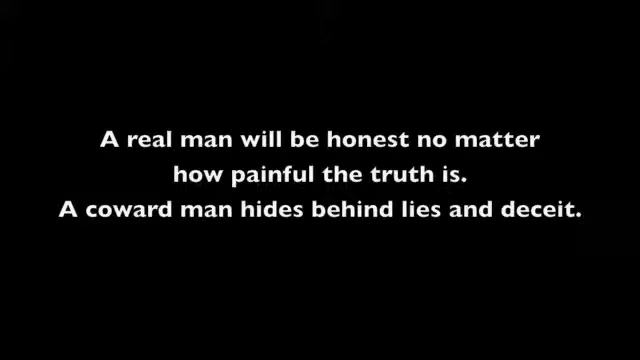 A real man will be honest no matter
how painful the truth is.
A coward man hides behind lies and deceit.